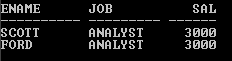 ENAME      JOB              SAL
---------- --------- ----------
SCOTT      ANALYST         3000
FORD       ANALYST         3000